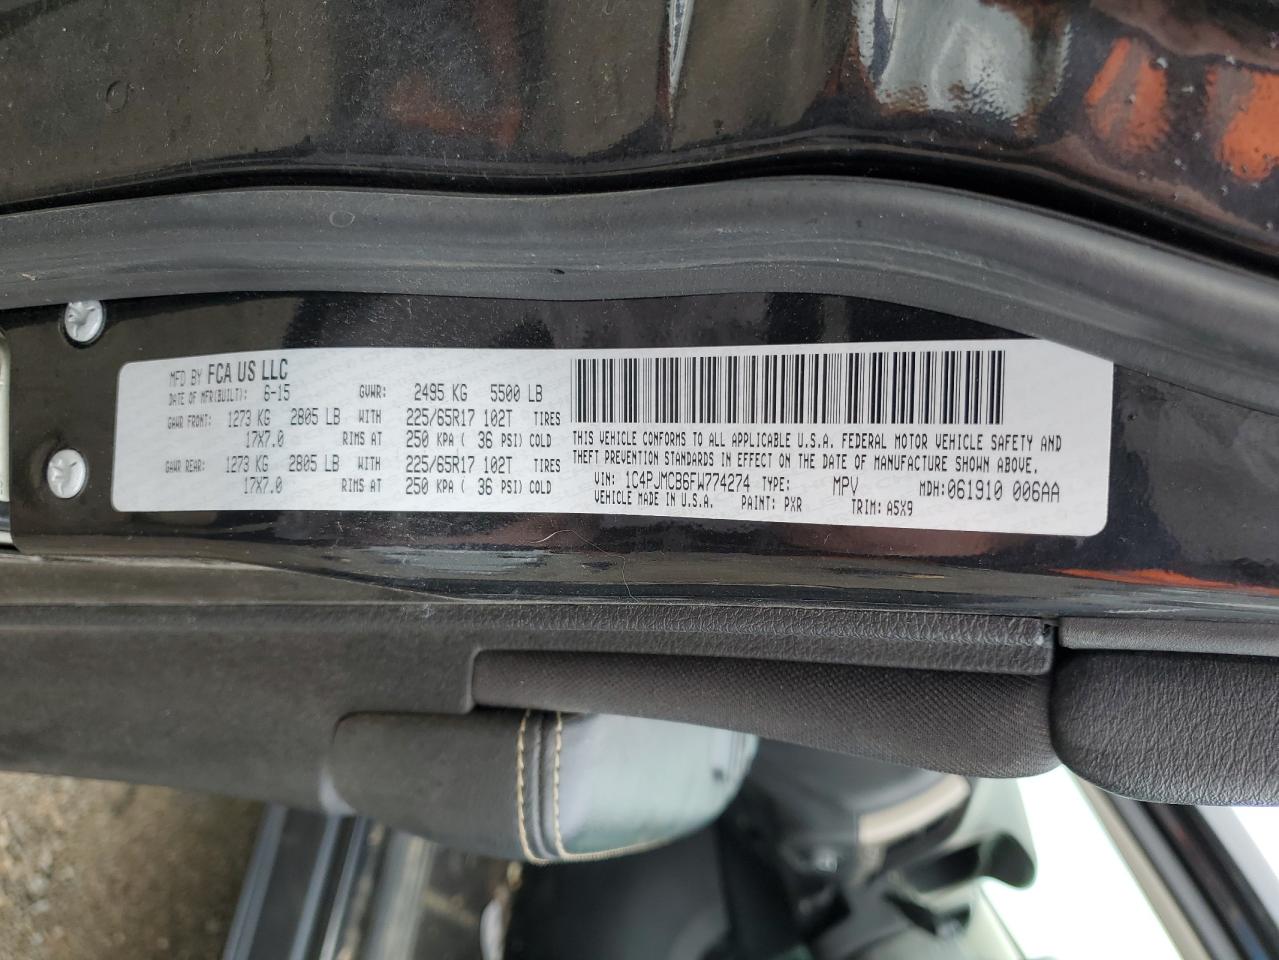 MFD BY FCA US LLC
DATE OF MFR(BUILT): 6-15 GVWR: 2495 KG 5500 LB
GAWR FRONT: 1273 KG 2805 LB WITH 225/65R17 102T TIRES
17X7.0 RIMS AT 250 KPA ( 36 PSI) COLD
GAWR REAR: 1273 KG 2805 LB WITH 225/65R17 102T TIRES
17X7.0 RIMS AT 250 KPA ( 36 PSI) COLD
THIS VEHICLE CONFORMS TO ALL APPLICABLE U.S.A. FEDERAL MOTOR VEHICLE SAFETY AND
THEFT PREVENTION STANDARDS IN EFFECT ON THE DATE OF MANUFACTURE SHOWN ABOVE.
VIN: 1C4PJMCB6FW774274 TYPE: MPV MDH: 061910 006AA
VEHICLE MADE IN U.S.A. PAINT: PXR TRIM: A5X9